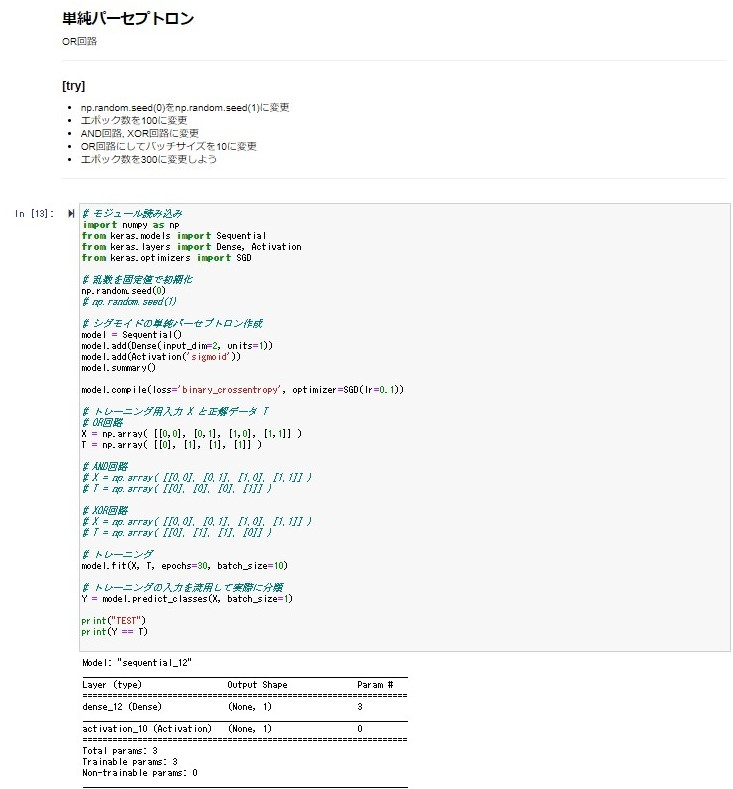 単純パーセプトロン
OR回路
[try]
• np.random.seed(0)をnp.random.seed(1)に変更
• エポック数を100に変更
• AND回路, XOR回路に変更
• OR回路にしてバッチサイズを10に変更
• エポック数を300に変更しよう
In [13]:
# モジュール読み込み
import numpy as np
from keras.models import Sequential
from keras.layers import Dense, Activation
from keras.optimizers import SGD
# 乱数を固定値で初期化
np.random.seed(0)
# np.random.seed(1)
# シグモイドの単純パーセプトロン作成
model = Sequential()
model.add(Dense(input_dim=2, units=1))
model.add(Activation('sigmoid'))
model.summary()
model.compile(loss='binary_crossentropy', optimizer=SGD(lr=0.1))
# トレーニング用入力 X と正解データ T
# OR回路
X = np.array( [[0,0], [0,1], [1,0], [1,1]] )
T = np.array( [[0], [1], [1], [1]] )
# AND回路
# X = np.array( [[0,0], [0,1], [1,0], [1,1]] )
# T = np.array( [[0], [0], [0], [1]] )
# XOR回路
# X = np.array( [[0,0], [0,1], [1,0], [1,1]] )
# T = np.array( [[0], [1], [1], [0]] )
# トレーニング
model.fit(X, T, epochs=30, batch_size=10)
# トレーニングの入力を流用して実際に分類
Y = model.predict_classes(X, batch_size=1)
print("TEST")
print(Y == T)
Model: "sequential_12"
Layer (type) Output Shape Param #
dense_12 (Dense) (None, 1) 3
activation_10 (Activation) (None, 1) 0
Total params: 3
Trainable params: 3
Non-trainable params: 0